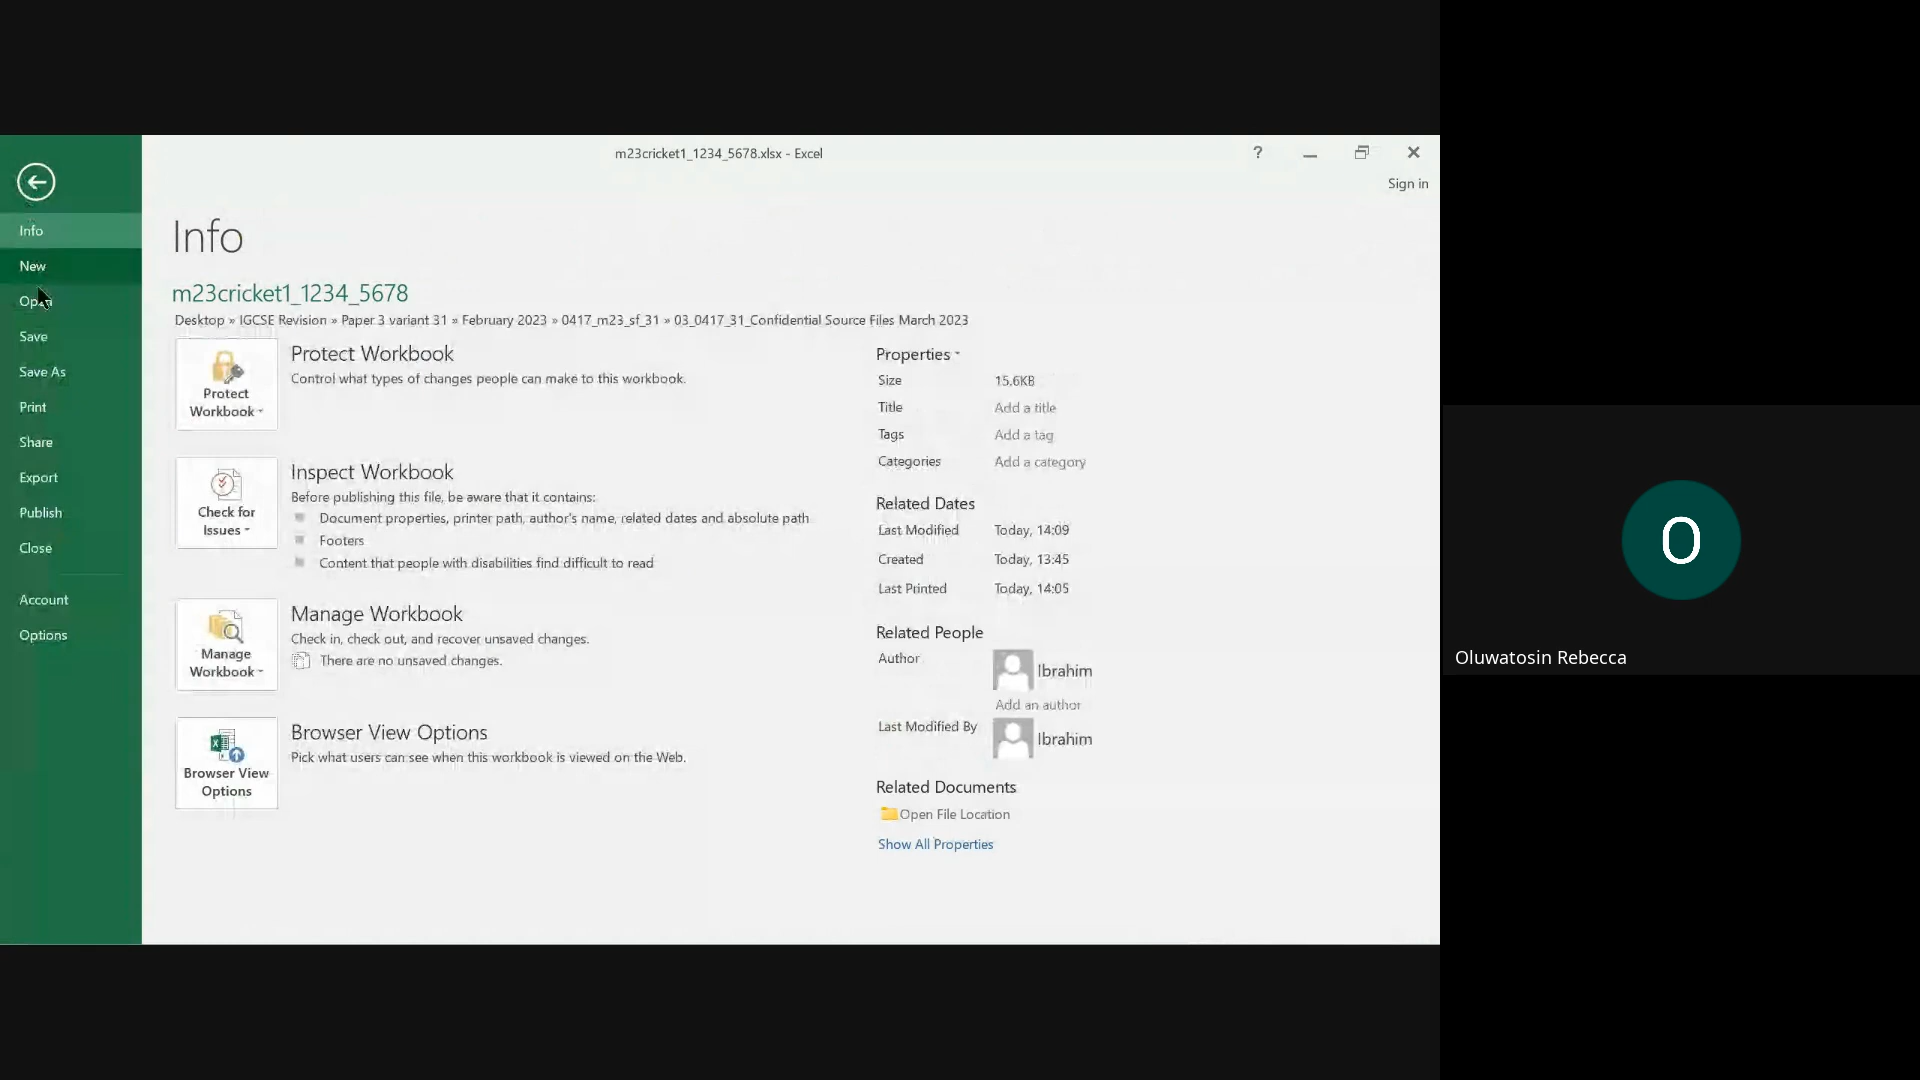 m23cricket1_1234_5678.xlsx - Excel
?
Sign in
Info
New
Open
Save
Save As
Print
Share
Export
Publish
Close
Account
Options
Info
m23cricket1_1234_5678
Desktop » IGCSE Revision » Paper 3 variant 31 » February 2023 » 0417_m23_sf_31 » 03_0417_31_Confidential Source Files March 2023
Protect
Workbook
Protect Workbook
Control what types of changes people can make to this workbook.
Check for
Issues
Inspect Workbook
Before publishing this file, be aware that it contains:
Document properties, printer path, author's name, related dates and absolute path
Footers
Content that people with disabilities find difficult to read
Manage
Workbook
Manage Workbook
Check in, check out, and recover unsaved changes.
There are no unsaved changes.
Browser View
Options
Browser View Options
Pick what users can see when this workbook is viewed on the Web.
Properties
Size 15.6KB
Title Add a title
Tags Add a tag
Categories Add a category
Related Dates
Last Modified Today, 14:09
Created Today, 13:45
Last Printed Today, 14:05
Related People
Author Ibrahim
Add an author
Last Modified By Ibrahim
Related Documents
Open File Location
Show All Properties
O
Oluwatosin Rebecca